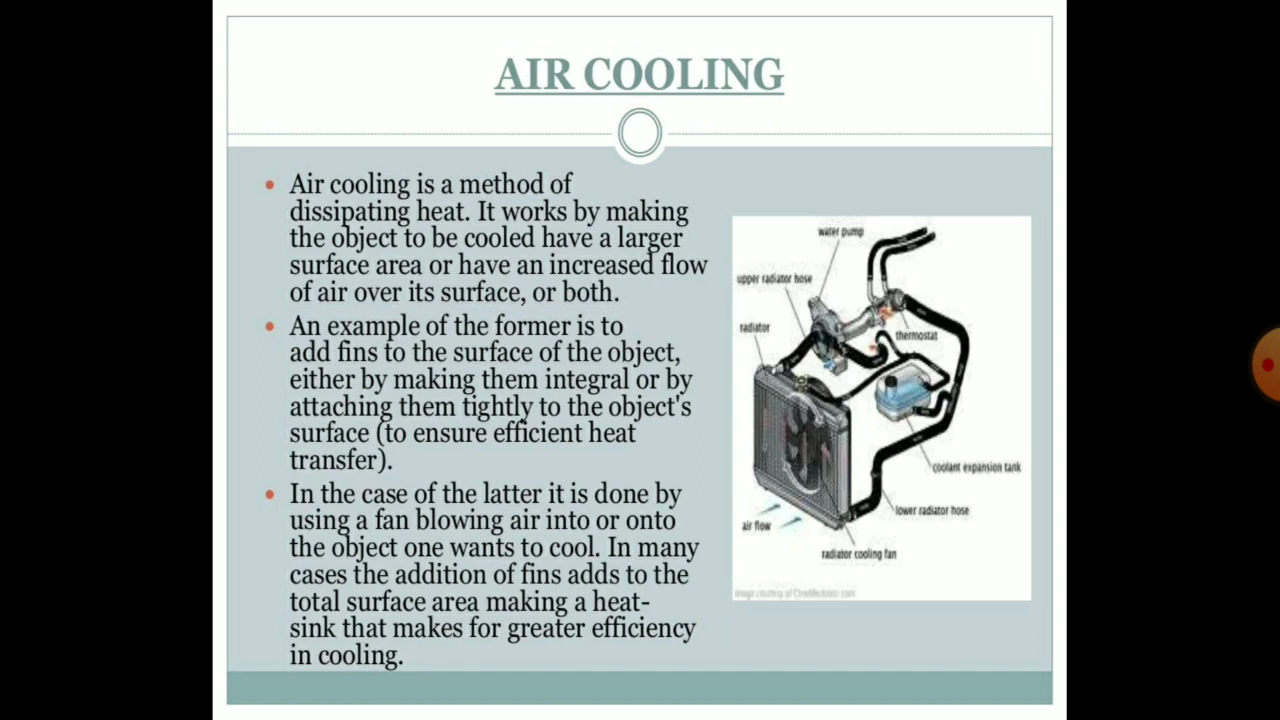 AIR COOLING
• Air cooling is a method of
dissipating heat. It works by making
the object to be cooled have a larger
surface area or have an increased flow
of air over its surface, or both.
• An example of the former is to
add fins to the surface of the object,
either by making them integral or by
attaching them tightly to the object's
surface (to ensure efficient heat
transfer).
• In the case of the latter it is done by
using a fan blowing air into or onto
the object one wants to cool. In many
cases the addition of fins adds to the
total surface area making a heat-
sink that makes for greater efficiency
in cooling.
water pump
upper radiator hose
radiator
thermostat
coolant expansion tank
lower radiator hose
air flow
radiator cooling fan
image courtesy of